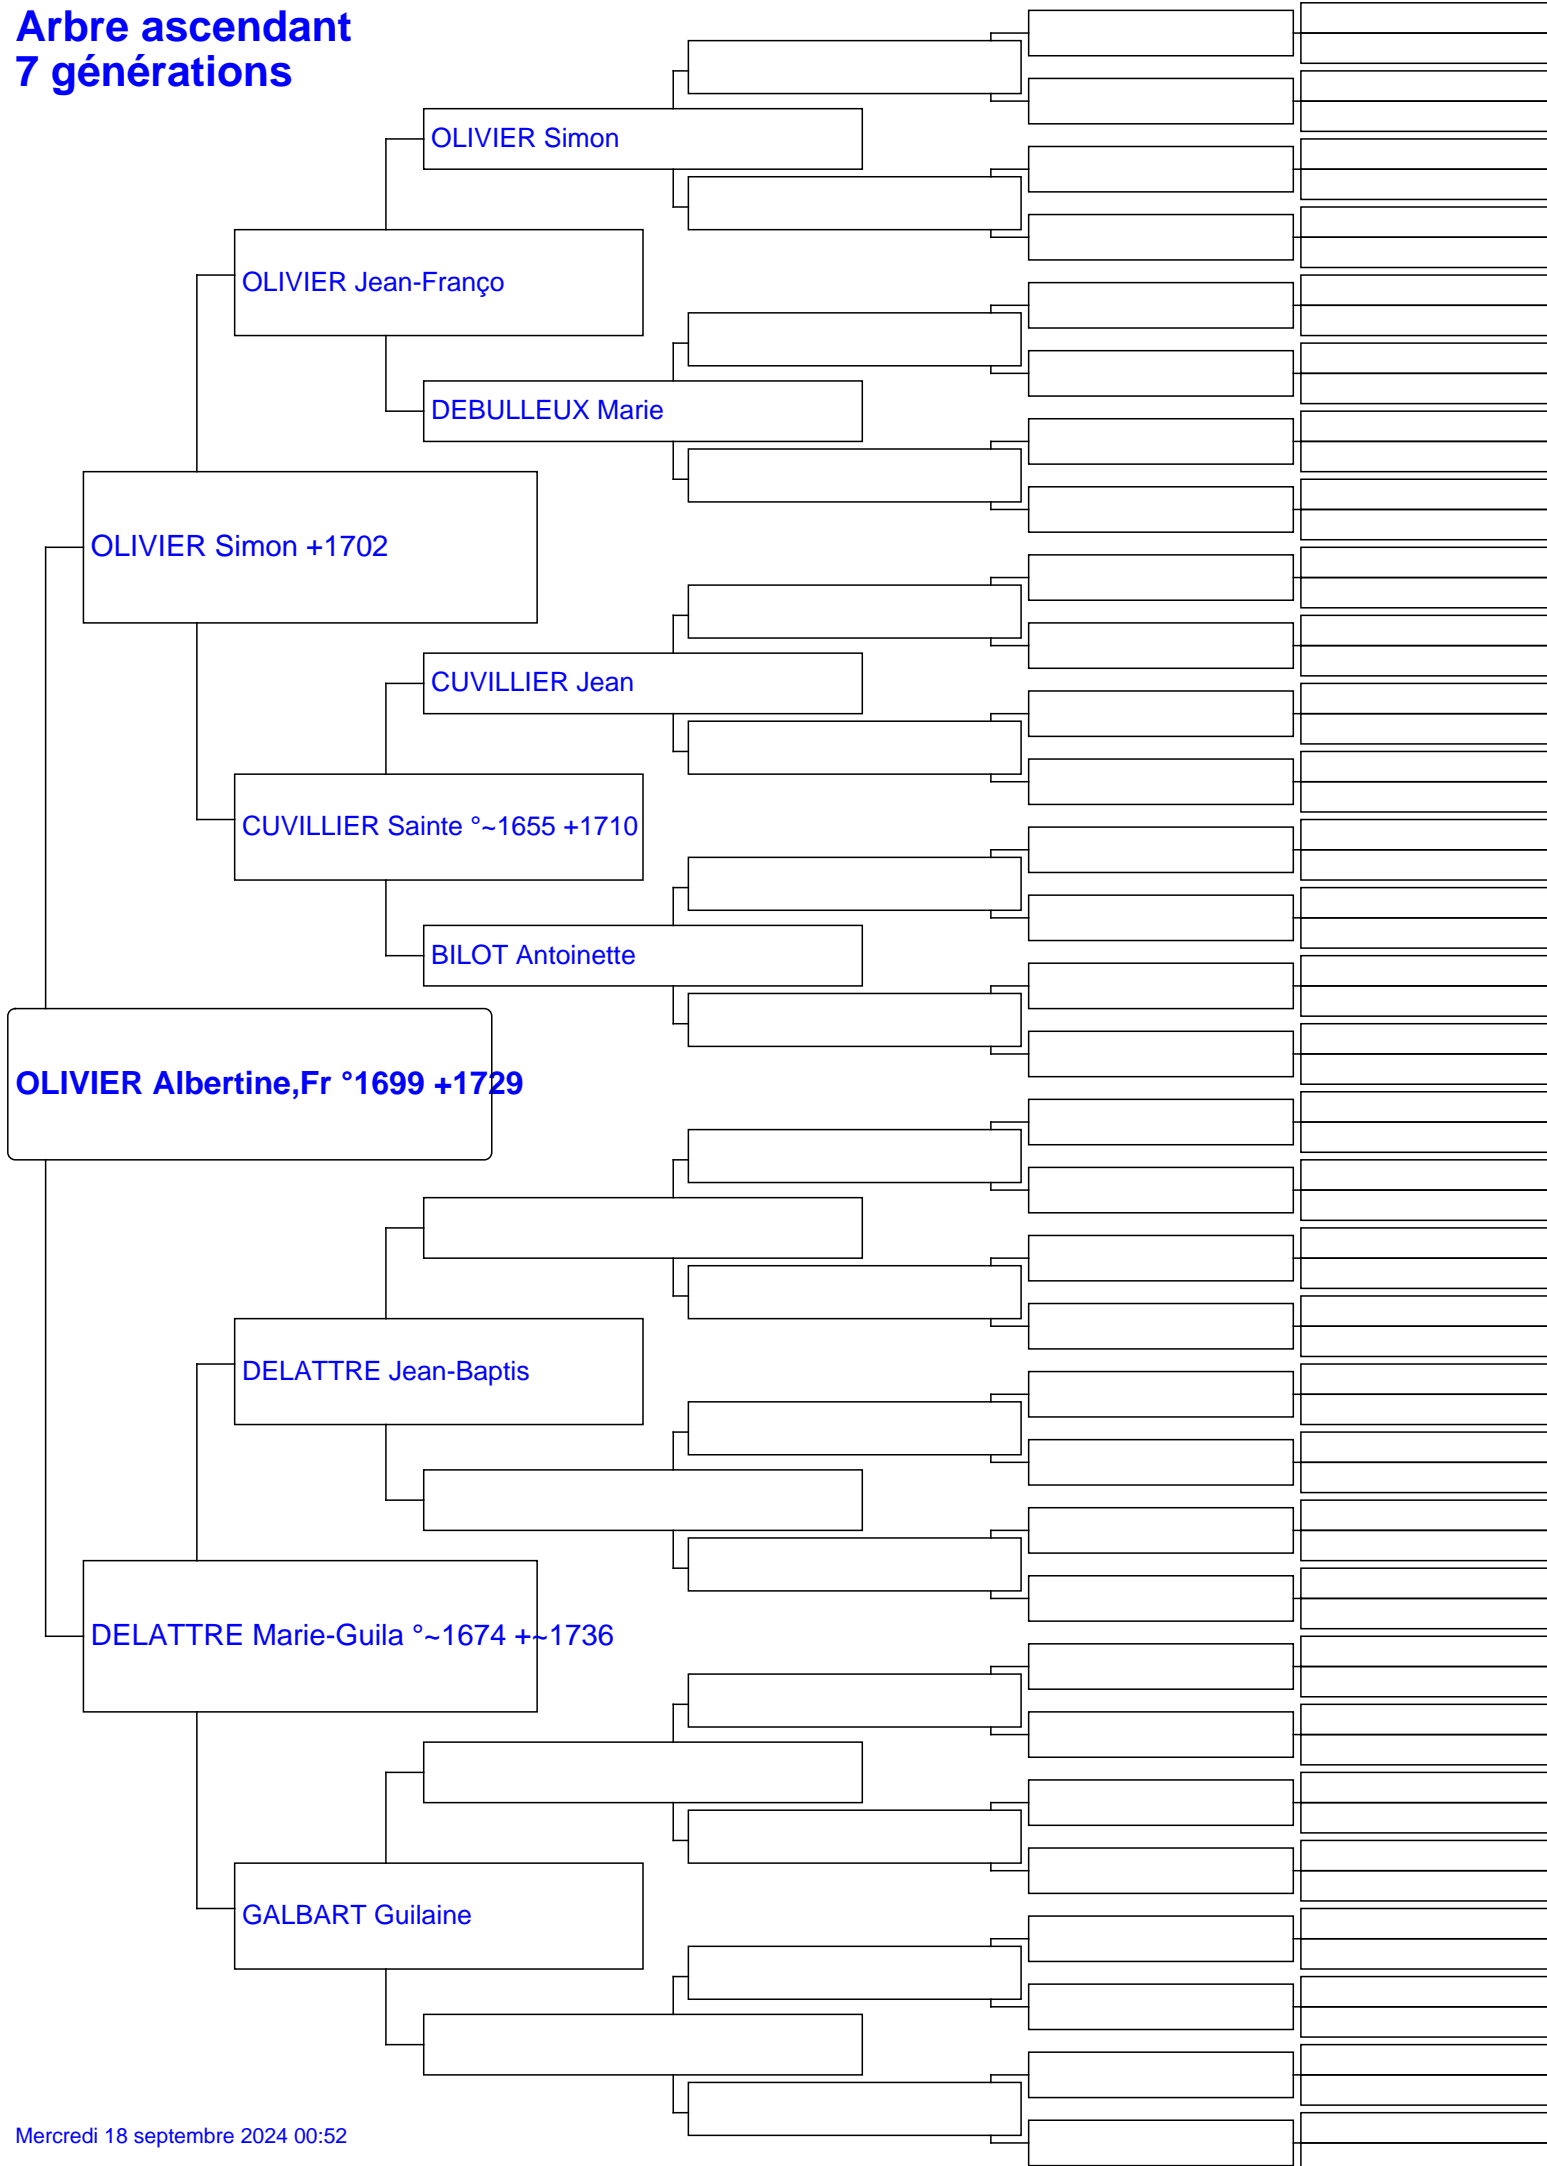 Arbre ascendant
7 générations
OLIVIER Simon
OLIVIER Jean-Franço
DEBULLEUX Marie
OLIVIER Simon +1702
CUVILLIER Jean
CUVILLIER Sainte °~1655 +1710
BILOT Antoinette
OLIVIER Albertine,Fr °1699 +1729
DELATTRE Jean-Baptis
DELATTRE Marie-Guila °~1674 +~1736
GALBART Guilaine
Mercredi 18 septembre 2024 00:52